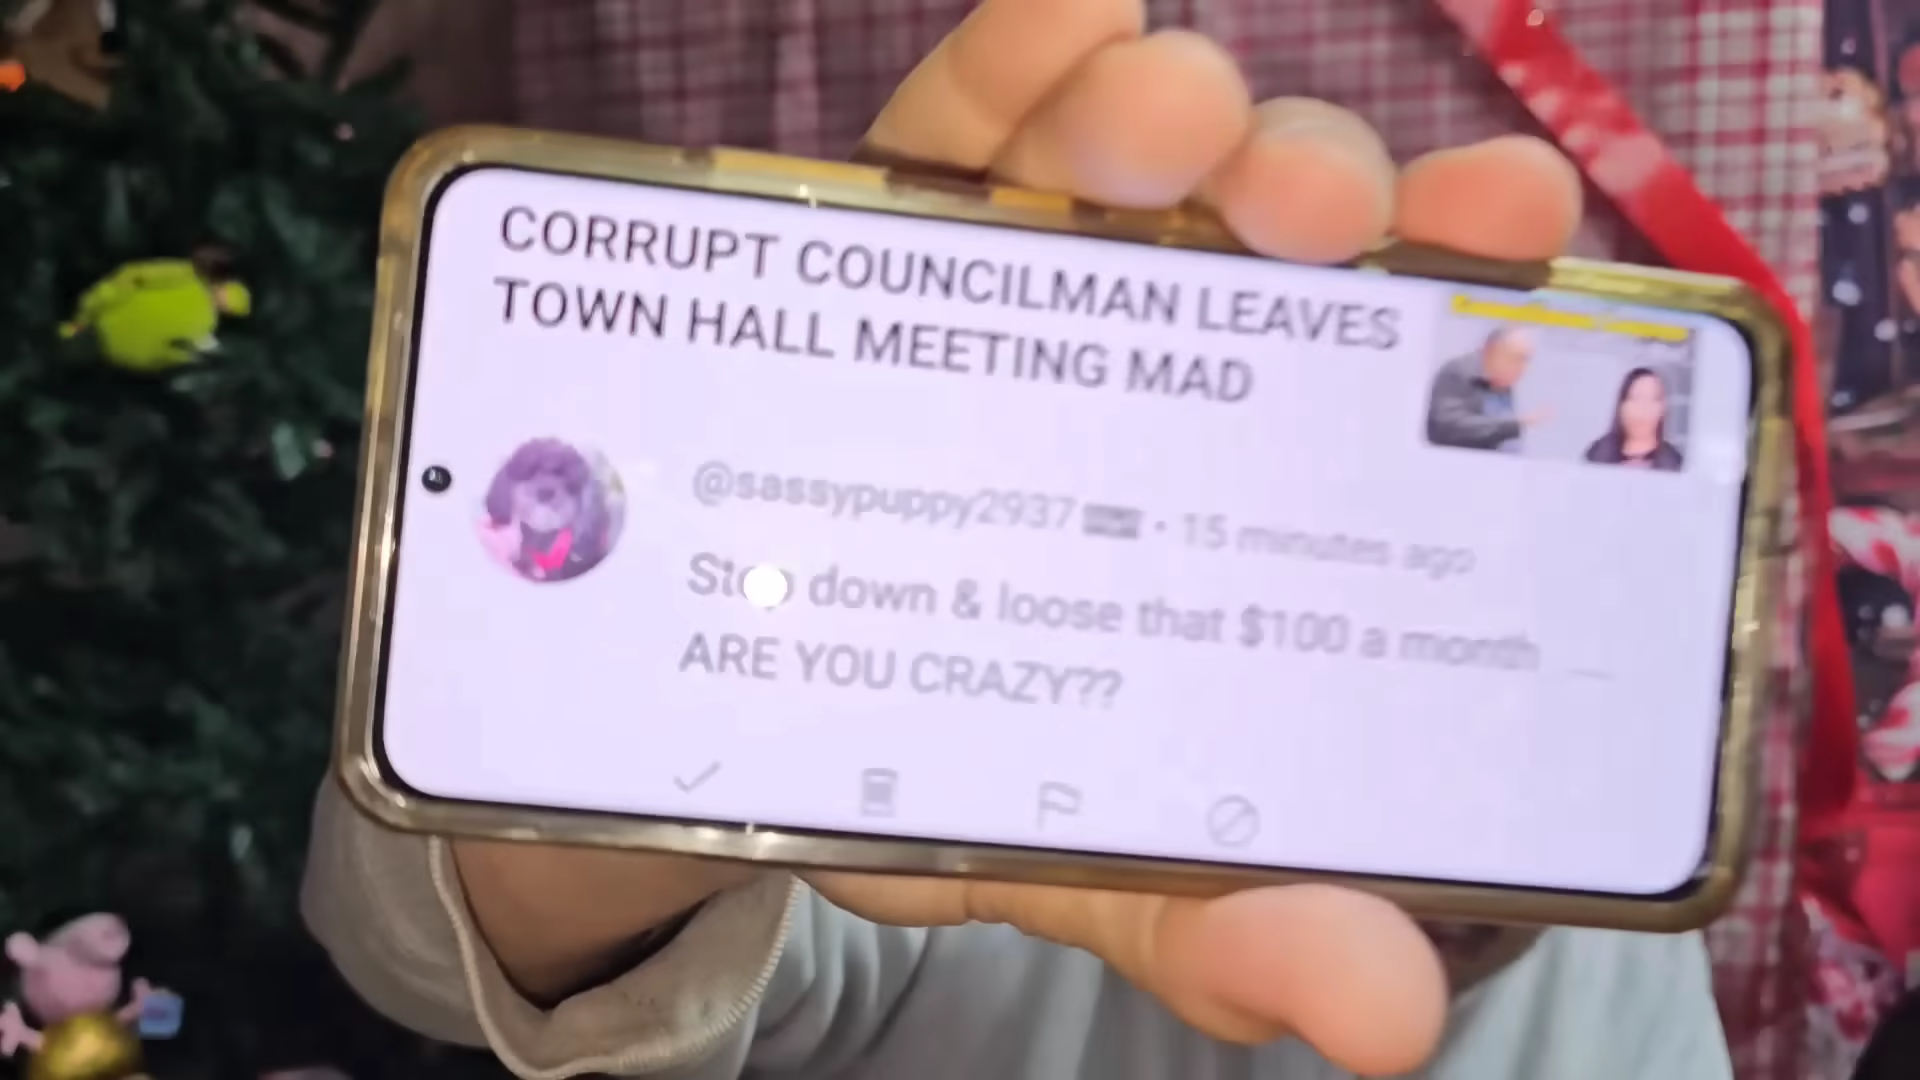 CORRUPT COUNCILMAN LEAVES
TOWN HALL MEETING MAD
@sassypuppy2937 · 15 minutes ago
Stop down & loose that $100 a month
ARE YOU CRAZY??